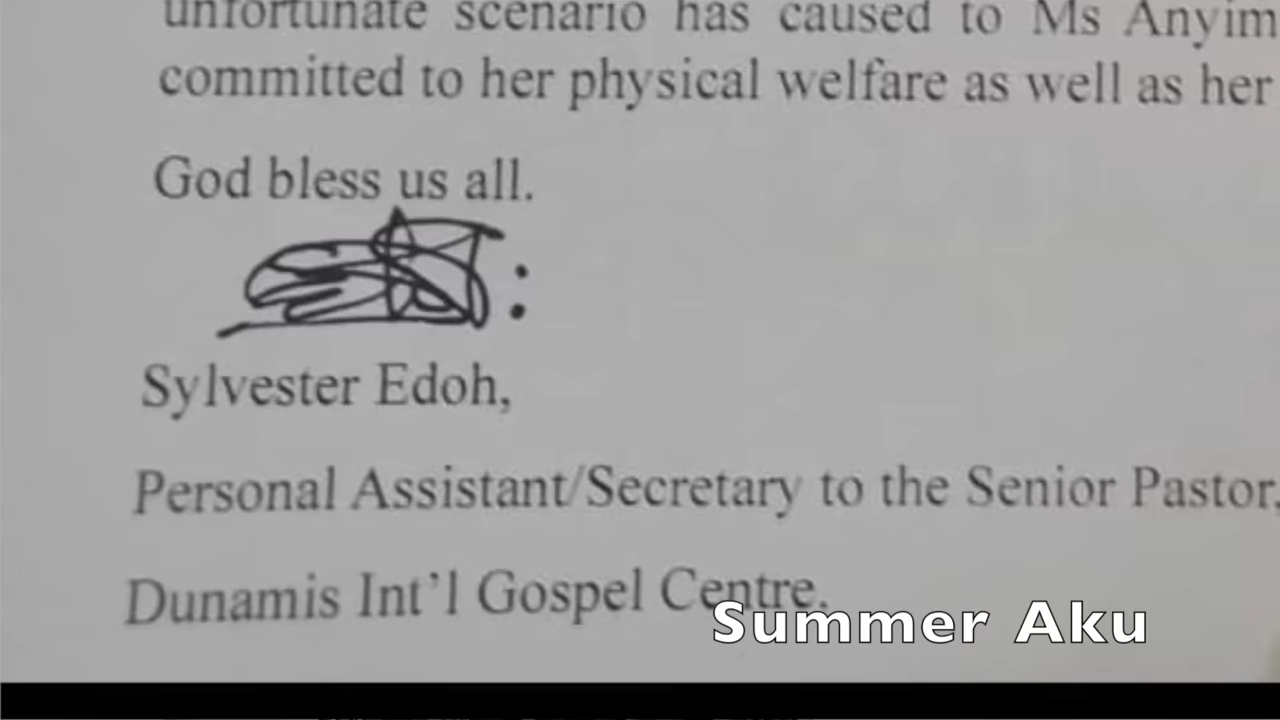 unfortunate scenario has caused to Ms Anyim
committed to her physical welfare as well as her
God bless us all.
Sylvester Edoh,
Personal Assistant/Secretary to the Senior Pastor,
Dunamis Int'l Gospel Centre.
Summer Aku